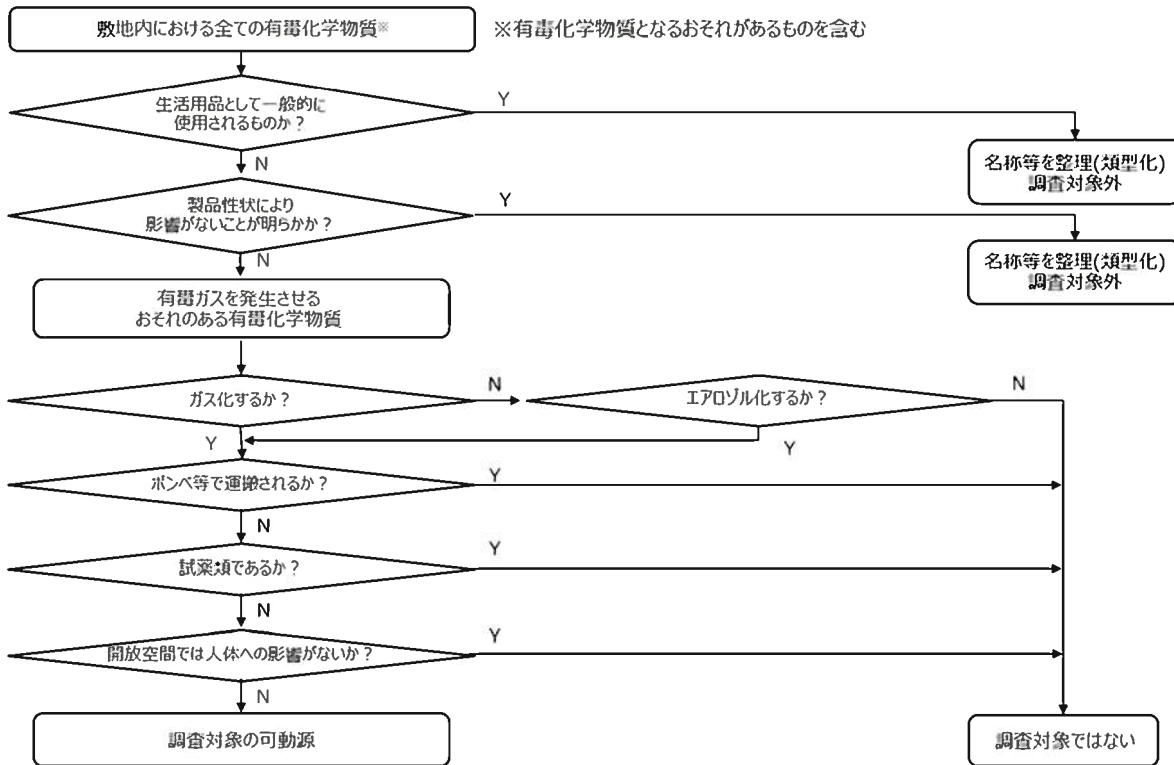 敷地内における全ての有毒化学物質※
※有毒化学物質となるおそれがあるものを含む
生活用品として一般的に
使用されるものか？
Y
N
名称等を整理(類型化)
調査対象外
製品性状により
影響がないことが明らかか？
Y
N
名称等を整理(類型化)
調査対象外
有毒ガスを発生させる
おそれのある有毒化学物質
ガス化するか？
N
エアロゾル化するか？
N
Y
Y
ボンベ等で運搬されるか？
Y
N
試薬類であるか？
Y
N
開放空間では人体への影響がないか？
Y
N
調査対象の可動源
調査対象ではない